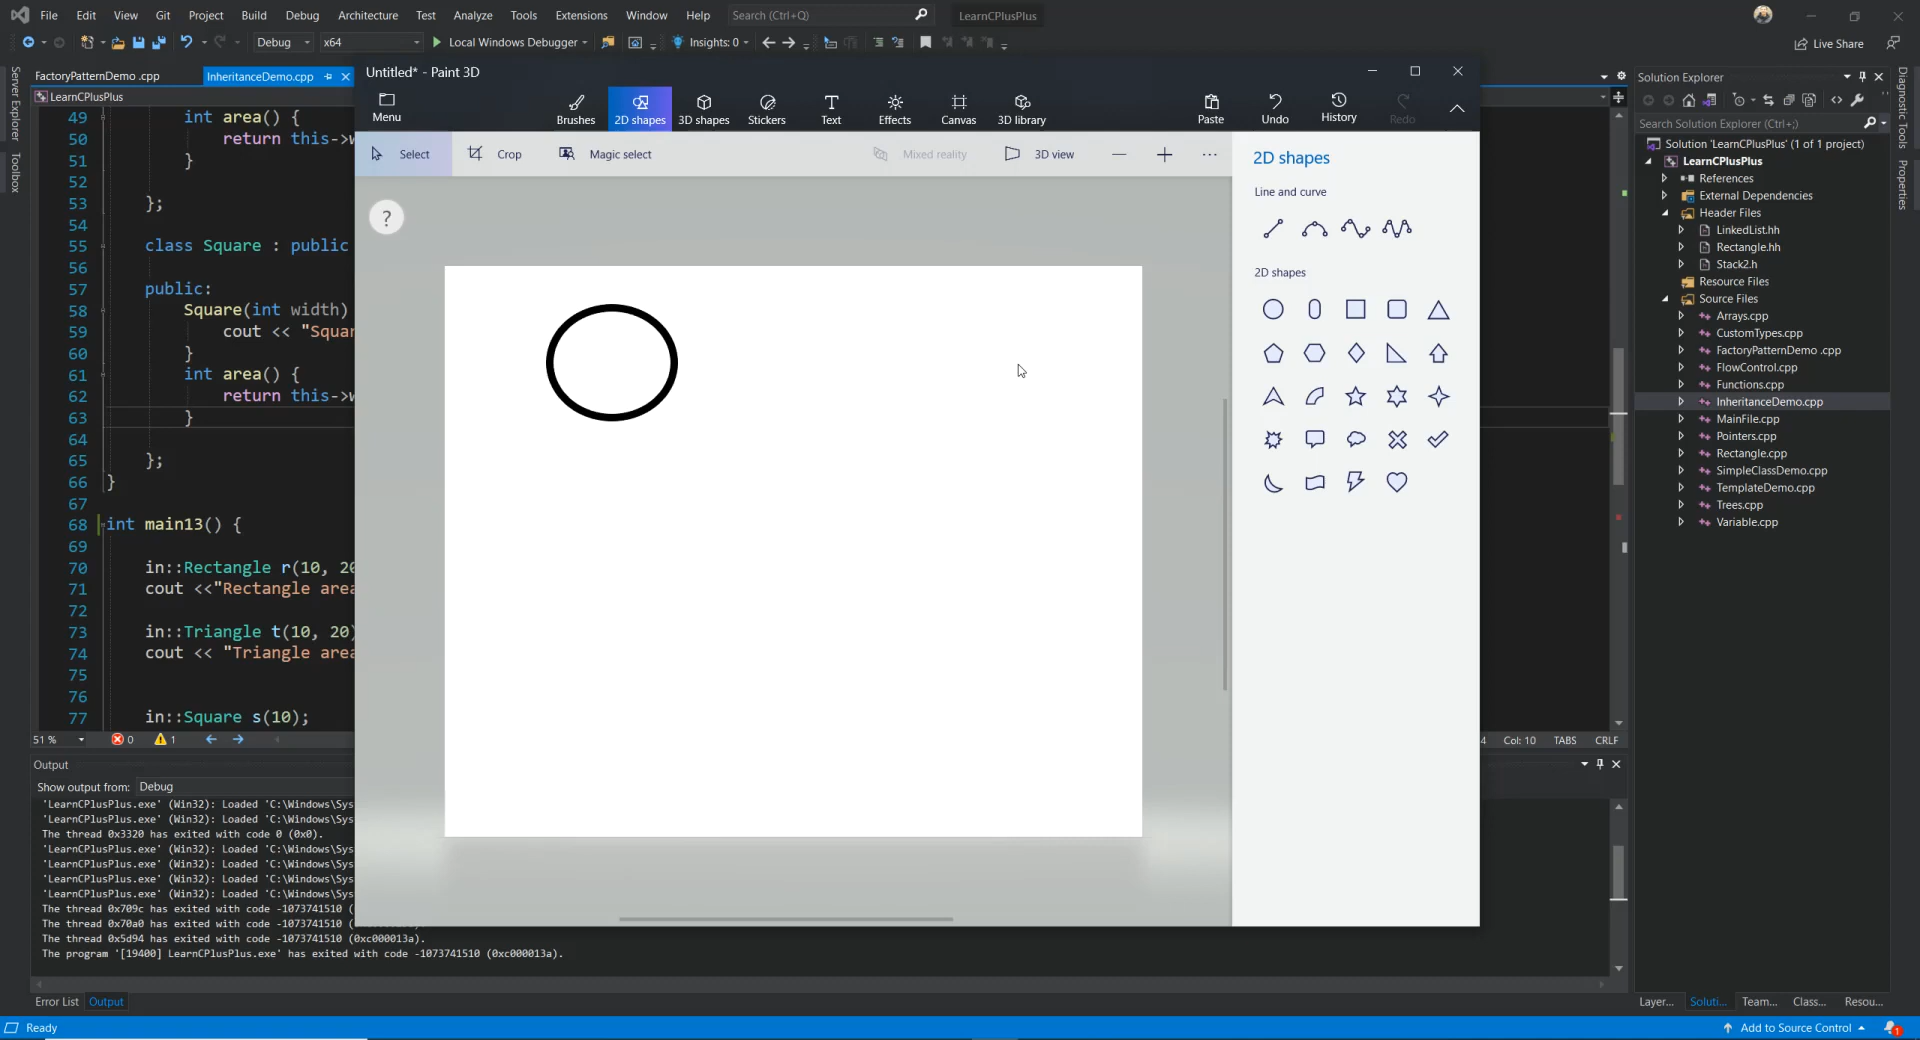 File Edit View Git Project Build Debug Architecture Test Analyze Tools Extensions Window Help Search (Ctrl+Q) LearnCPlusPlus
Debug x64 Local Windows Debugger Insights: 0 Live Share
Server Explorer
Toolbox
FactoryPatternDemo .cpp InheritanceDemo.cpp
LearnCPlusPlus
49 int area() {
50 return this->w
51 }
52
53 };
54
55 class Square : public
56
57 public:
58 Square(int width)
59 cout << "Squar
60 }
61 int area() {
62 return this->w
63 }
64
65 };
66 }
67
68 int main13() {
69
70 in::Rectangle r(10, 20
71 cout <<"Rectangle area
72
73 in::Triangle t(10, 20)
74 cout << "Triangle area
75
76
77 in::Square s(10);
51 % 0 1
Col: 10 TABS CRLF
Output
Show output from: Debug
'LearnCPlusPlus.exe' (Win32): Loaded 'C:\Windows\Sys
'LearnCPlusPlus.exe' (Win32): Loaded 'C:\Windows\Sys
The thread 0x3320 has exited with code 0 (0x0).
'LearnCPlusPlus.exe' (Win32): Loaded 'C:\Windows\Sys
'LearnCPlusPlus.exe' (Win32): Loaded 'C:\Windows\Sys
'LearnCPlusPlus.exe' (Win32): Loaded 'C:\Windows\Sys
'LearnCPlusPlus.exe' (Win32): Loaded 'C:\Windows\Sys
The thread 0x709c has exited with code -1073741510 (
The thread 0x70a0 has exited with code -1073741510 (
The thread 0x5d94 has exited with code -1073741510 (0xc000013a).
The program '[19400] LearnCPlusPlus.exe' has exited with code -1073741510 (0xc000013a).
Error List Output
Ready
Untitled* - Paint 3D
Menu Brushes 2D shapes 3D shapes Stickers Text Effects Canvas 3D library Paste Undo History Redo
Select Crop Magic select Mixed reality 3D view
?
2D shapes
Line and curve
2D shapes
Solution Explorer
Search Solution Explorer (Ctrl+;)
Solution 'LearnCPlusPlus' (1 of 1 project)
LearnCPlusPlus
References
External Dependencies
Header Files
LinkedList.hh
Rectangle.hh
Stack2.h
Resource Files
Source Files
Arrays.cpp
CustomTypes.cpp
FactoryPatternDemo .cpp
FlowControl.cpp
Functions.cpp
InheritanceDemo.cpp
MainFile.cpp
Pointers.cpp
Rectangle.cpp
SimpleClassDemo.cpp
TemplateDemo.cpp
Trees.cpp
Variable.cpp
Layer... Soluti... Team... Class... Resou...
Add to Source Control 1
Diagnostic Tools
Properties